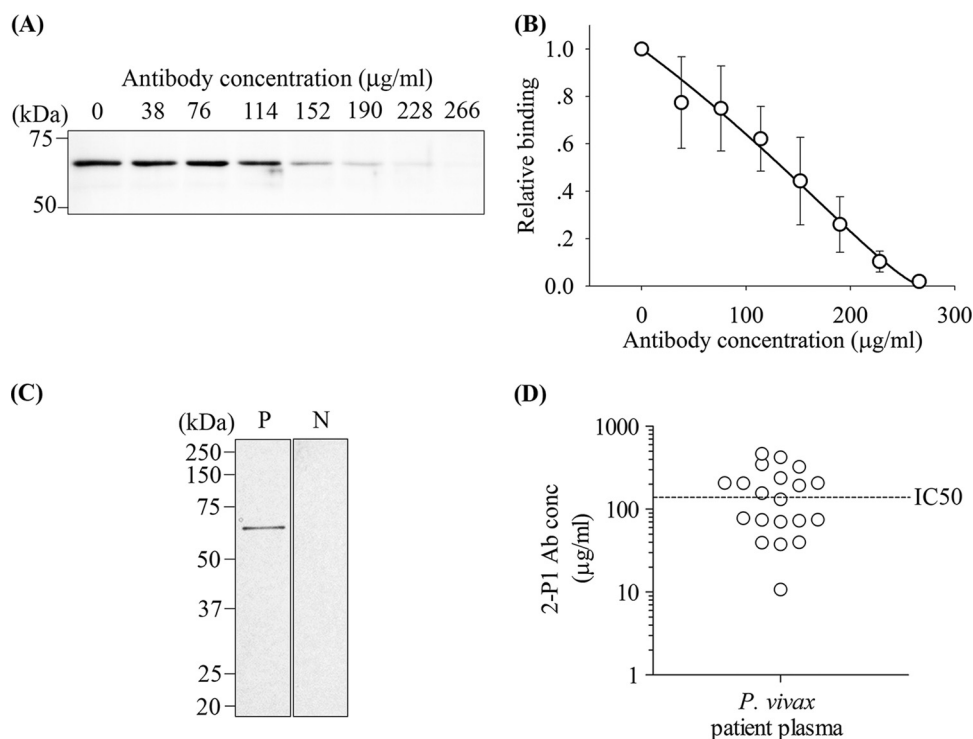 (A)
Antibody concentration (μg/ml)
(kDa) 0 38 76 114 152 190 228 266
75
50
(B)
1.0
.8
.6
.4
.2
0.0
Relative binding
0 100 200 300
Antibody concentration (μg/ml)
(C)
(kDa) P N
250
150
75
50
37
25
20
(D)
1000
100
10
1
2-P1 Ab conc
(μg/ml)
IC50
P. vivax
patient plasma